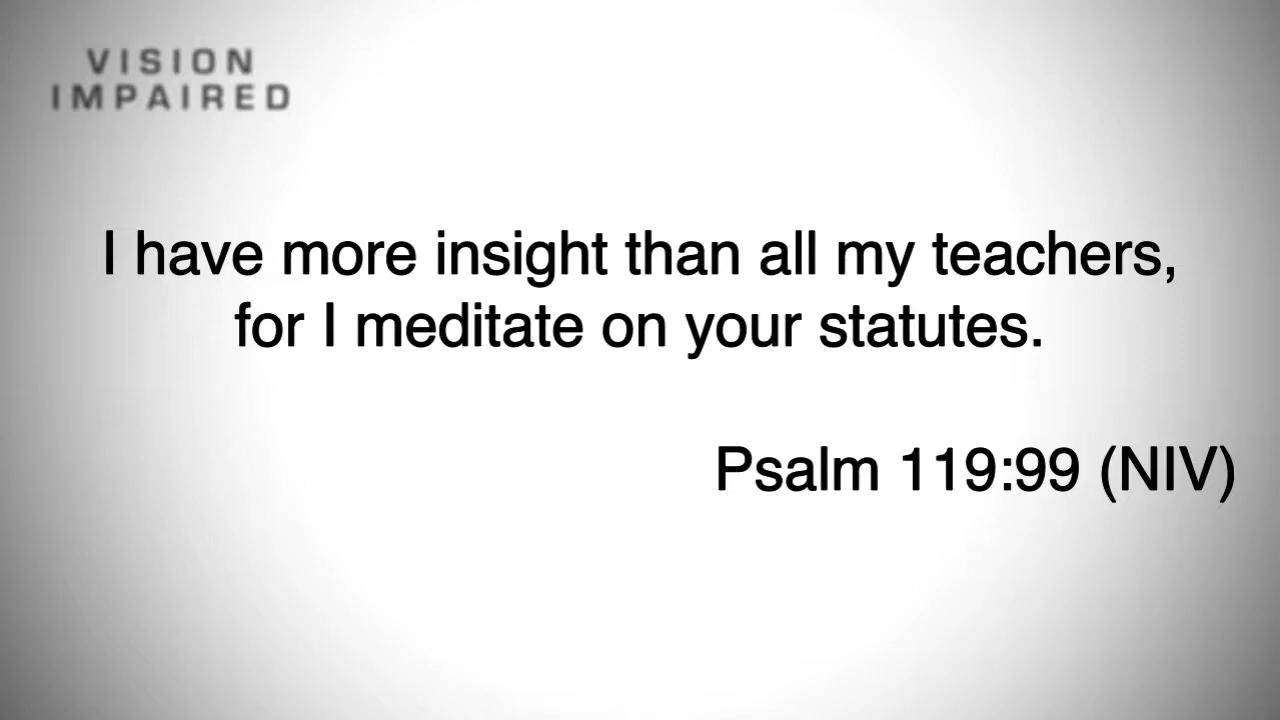 VISION
IMPAIRED
I have more insight than all my teachers,
for I meditate on your statutes.
Psalm 119:99 (NIV)